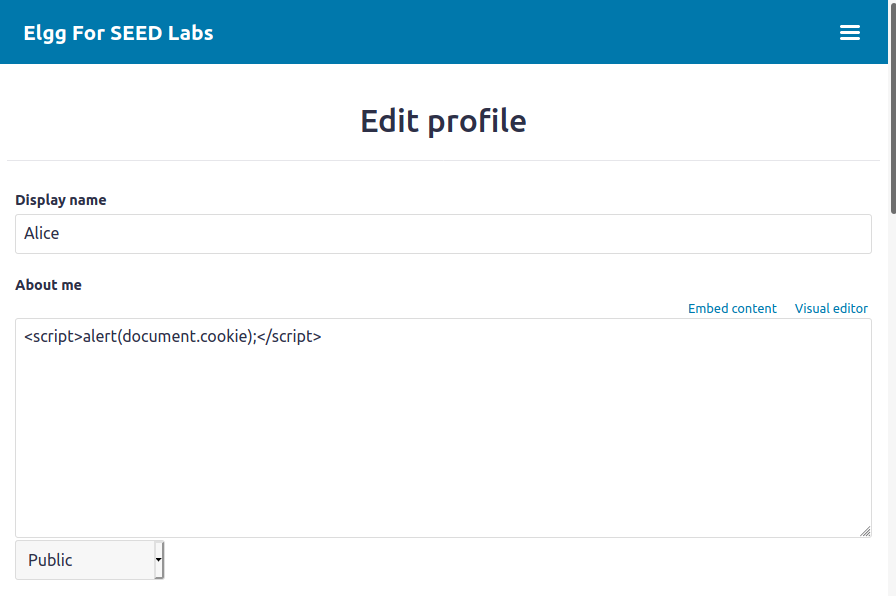 Elgg For SEED Labs
Edit profile
Display name
Alice
About me
Embed content Visual editor
<script>alert(document.cookie);</script>
Public